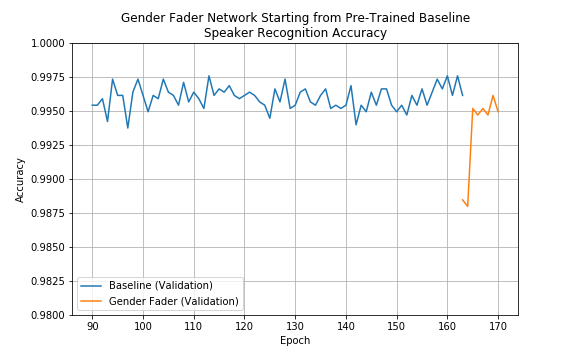 Gender Fader Network Starting from Pre-Trained Baseline
Speaker Recognition Accuracy
1.0000
0.9975
0.9950
0.9925
0.9900
0.9875
0.9850
0.9825
0.9800
Accuracy
Baseline (Validation)
Gender Fader (Validation)
90 100 110 120 130 140 150 160 170
Epoch